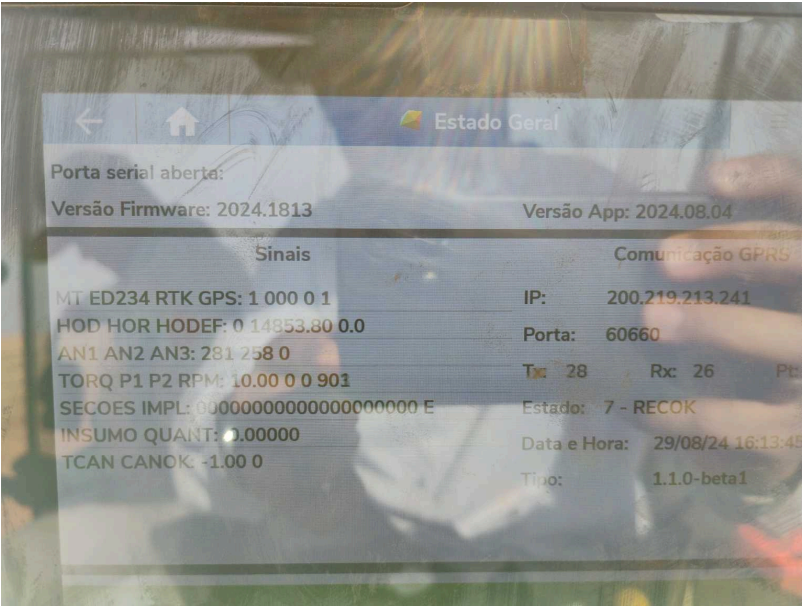 Estado Geral
Porta serial aberta:
Versão Firmware: 2024.1813
Versão App: 2024.08.04
Sinais
MT ED234 RTK GPS: 1 000 0 1
HOD HOR HODEF: 0 14853.80 0.0
AN1 AN2 AN3: 281 258 0
TORQ P1 P2 RPM: 10.00 0 0 901
SECOES IMPL: 00000000000000000000 E
INSUMO QUANT: 0.00000
TCAN CANOK: -1.00 0
Comunicação GPRS
IP: 200.219.213.241
Porta: 60660
Tx: 28 Rx: 26 Pt:
Estado: 7 - RECOK
Data e Hora: 29/08/24 16:13:45
Tipo: 1.1.0-beta1